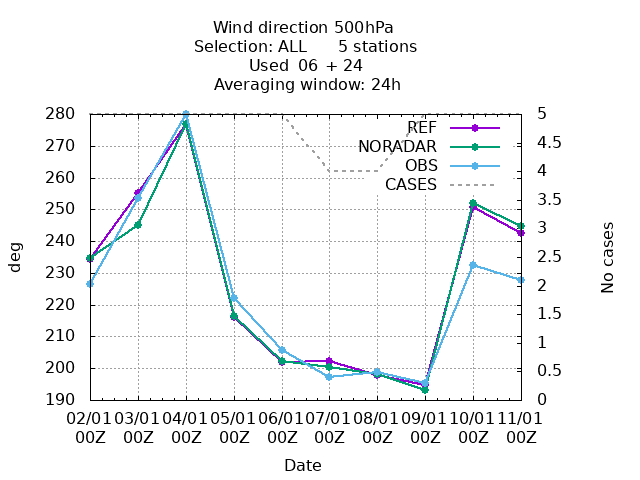 Wind direction 500hPa
Selection: ALL 5 stations
Used 06 + 24
Averaging window: 24h
280 270 260 250 240 230 220 210 200 190
deg
REF
NORADAR
OBS
CASES
5 4.5 4 3.5 3 2.5 2 1.5 1 0.5 0
No cases
02/01 03/01 04/01 05/01 06/01 07/01 08/01 09/01 10/01 11/01
00Z 00Z 00Z 00Z 00Z 00Z 00Z 00Z 00Z 00Z
Date